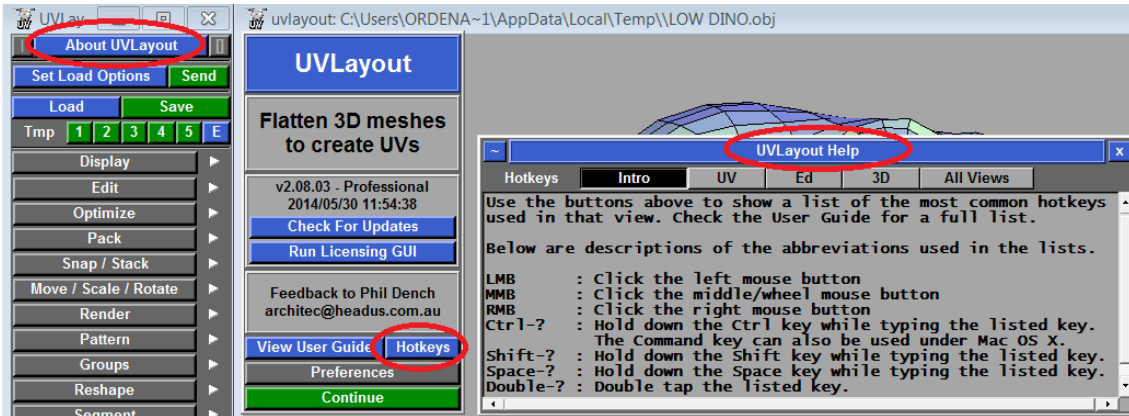 UVLay
About UVLayout
Set Load Options Send
Load Save
Tmp 1 2 3 4 5 E
Display
Edit
Optimize
Pack
Snap / Stack
Move / Scale / Rotate
Render
Pattern
Groups
Reshape
Segment
uvlayout: C:\Users\ORDENA~1\AppData\Local\Temp\\LOW DINO.obj
UVLayout
Flatten 3D meshes
to create UVs
v2.08.03 - Professional
2014/05/30 11:54:38
Check For Updates
Run Licensing GUI
Feedback to Phil Dench
architec@headus.com.au
View User Guide Hotkeys
Preferences
Continue
~ UVLayout Help x
Hotkeys Intro UV Ed 3D All Views
Use the buttons above to show a list of the most common hotkeys
used in that view. Check the User Guide for a full list.
Below are descriptions of the abbreviations used in the lists.
LMB : Click the left mouse button
MMB : Click the middle/wheel mouse button
RMB : Click the right mouse button
Ctrl-? : Hold down the Ctrl key while typing the listed key.
The Command key can also be used under Mac OS X.
Shift-? : Hold down the Shift key while typing the listed key.
Space-? : Hold down the Space key while typing the listed key.
Double-? : Double tap the listed key.